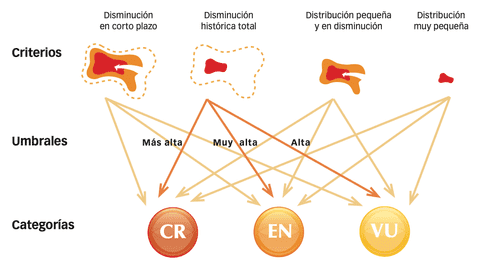 Disminución
en corto plazo
Disminución
histórica total
Distribución pequeña
y en disminución
Distribución
muy pequeña
Criterios
Umbrales
Más alta
Muy alta
Alta
Categorías
CR
EN
VU